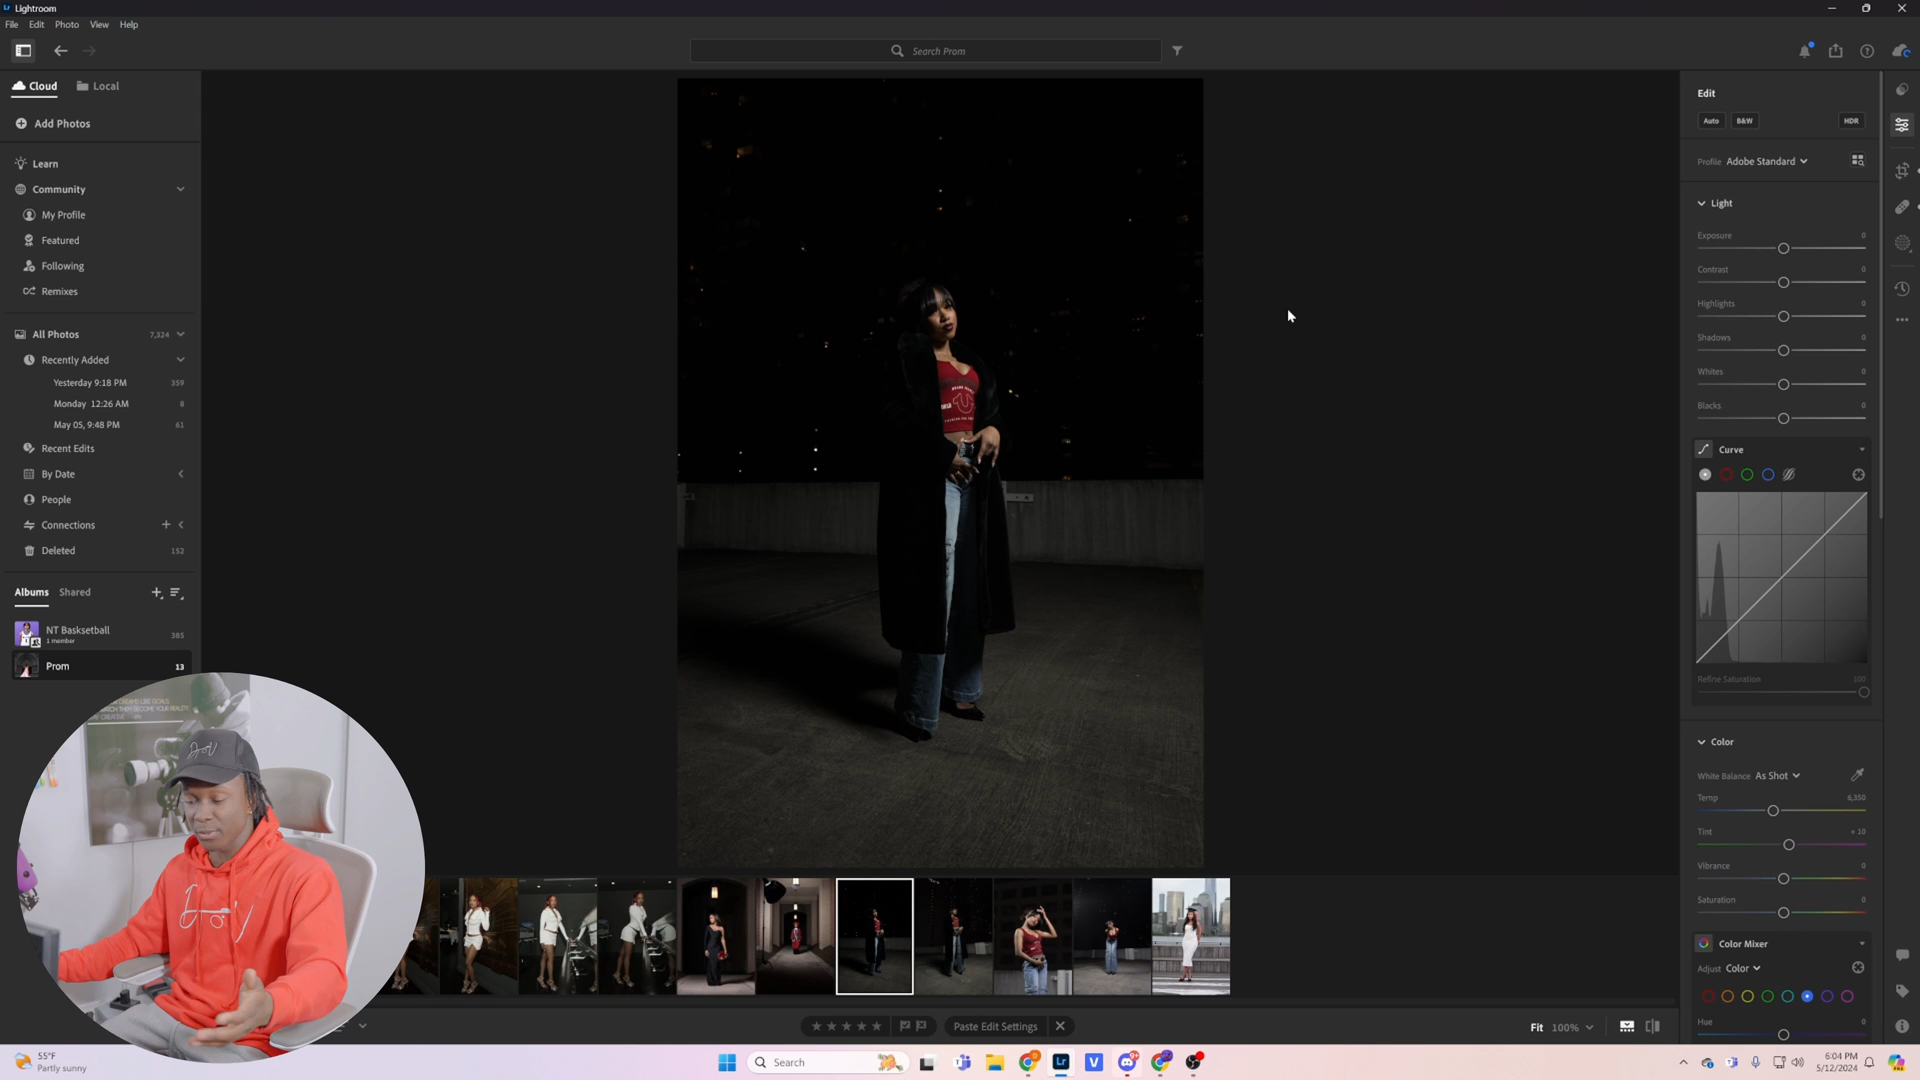 Lightroom
File Edit Photo View Help
Search Prom
Cloud Local
Add Photos
Learn
Community
My Profile
Featured
Following
Remixes
All Photos 7,324
Recently Added
Yesterday 9:18 PM 359
Monday 12:26 AM 8
May 05, 9:48 PM 61
Recent Edits
By Date
People
Connections
Deleted 152
Albums Shared
NT Basksetball 385
1 member
Prom 13
Edit
Auto B&W HDR
Profile Adobe Standard
Light
Exposure 0
Contrast 0
Highlights 0
Shadows 0
Whites 0
Blacks 0
Curve
Refine Saturation 100
Color
White Balance As Shot
Temp 6,350
Tint + 10
Vibrance 0
Saturation 0
Color Mixer
Adjust Color
Hue 0
Paste Edit Settings
Fit 100%
55°F
Partly sunny
Search
6:04 PM
5/12/2024